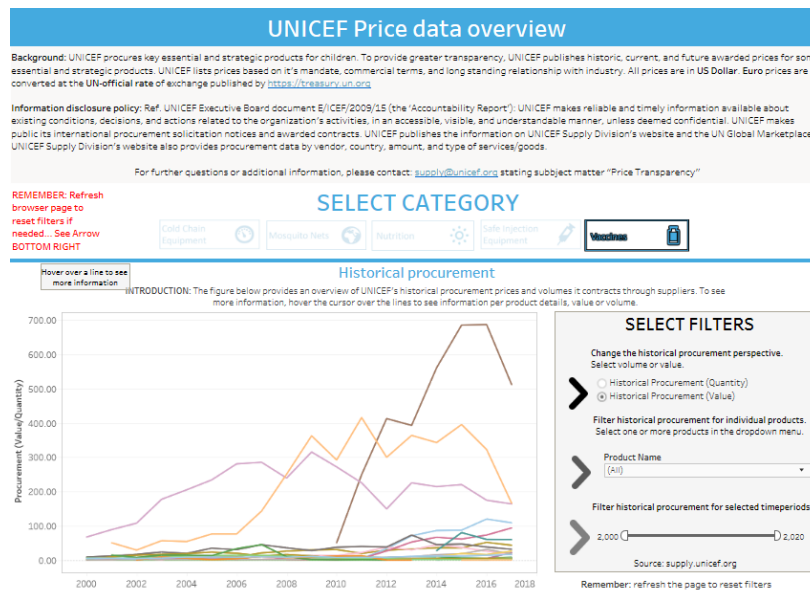 UNICEF Price data overview
Background: UNICEF procures key essential and strategic products for children. To provide greater transparency, UNICEF publishes historic, current, and future awarded prices for som
essential and strategic products. UNICEF lists prices based on it's mandate, commercial terms, and long standing relationship with industry. All prices are in US Dollar. Euro prices are
converted at the UN-official rate of exchange published by https://treasury.un.org
Information disclosure policy: Ref. UNICEF Executive Board document E/ICEF/2009/15 (the 'Accountability Report'): UNICEF makes reliable and timely information available about
existing conditions, decisions, and actions related to the organization's activities, in an accessible, visible, and understandable manner, unless deemed confidential. UNICEF makes
public its international procurement solicitation notices and awarded contracts. UNICEF publishes the information on UNICEF Supply Division's website and the UN Global Marketplace
UNICEF Supply Division's website also provides procurement data by vendor, country, amount, and type of services/goods.
For further questions or additional information, please contact: supply@unicef.org stating subbject matter "Price Transparency"
REMEMBER: Refresh
browser page to
reset filters if
needed... See Arrow
BOTTOM RIGHT
SELECT CATEGORY
Cold Chain
Equipment
Mosquito Nets
Nutrition
Safe Injection
Equipment
Vaccines
Hover over a line to see
more information
Historical procurement
INTRODUCTION: The figure below provides an overview of UNICEF's historical procurement prices and volumes it contracts through suppliers. To see
more information, hover the cursor over the lines to see information per product details, value or volume.
Procurement (Value/Quantity)
700.00
600.00
500.00
400.00
300.00
200.00
100.00
0.00
2000 2002 2004 2006 2008 2010 2012 2014 2016 2018
SELECT FILTERS
Change the historical procurement perspective.
Select volume or value.
Historical Procurement (Quantity)
Historical Procurement (Value)
Filter historical procurement for individual products.
Select one or more products in the dropdown menu.
Product Name
(All)
Filter historical procurement for selected timeperiods
2,000 2,020
Source: supply.unicef.org
Remember: refresh the page to reset filters